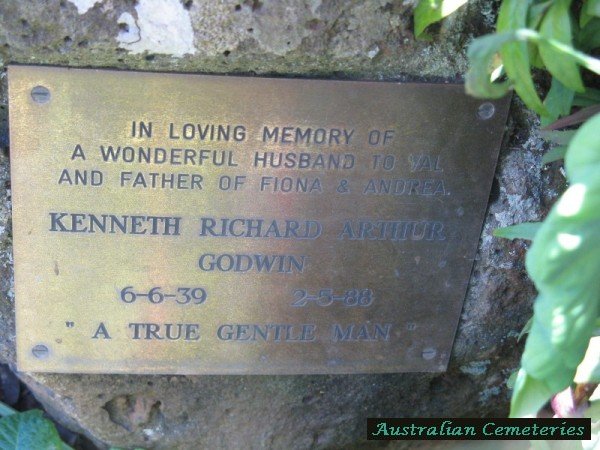 IN LOVING MEMORY OF
A WONDERFUL HUSBAND TO VAL
AND FATHER OF FIONA & ANDREA.
KENNETH RICHARD ARTHUR
GODWIN
6-6-39 2-5-88
" A TRUE GENTLE MAN "
Australian Cemeteries